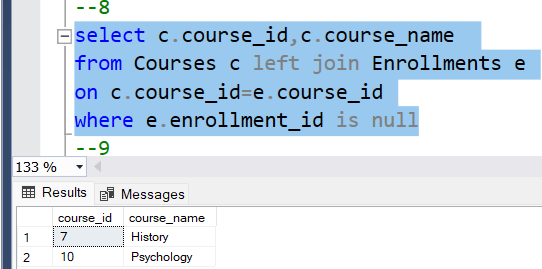 --8
select c.course_id,c.course_name
from Courses c left join Enrollments e
on c.course_id=e.course_id
where e.enrollment_id is null
--9
133 %
Results Messages
course_id course_name
1 7 History
2 10 Psychology